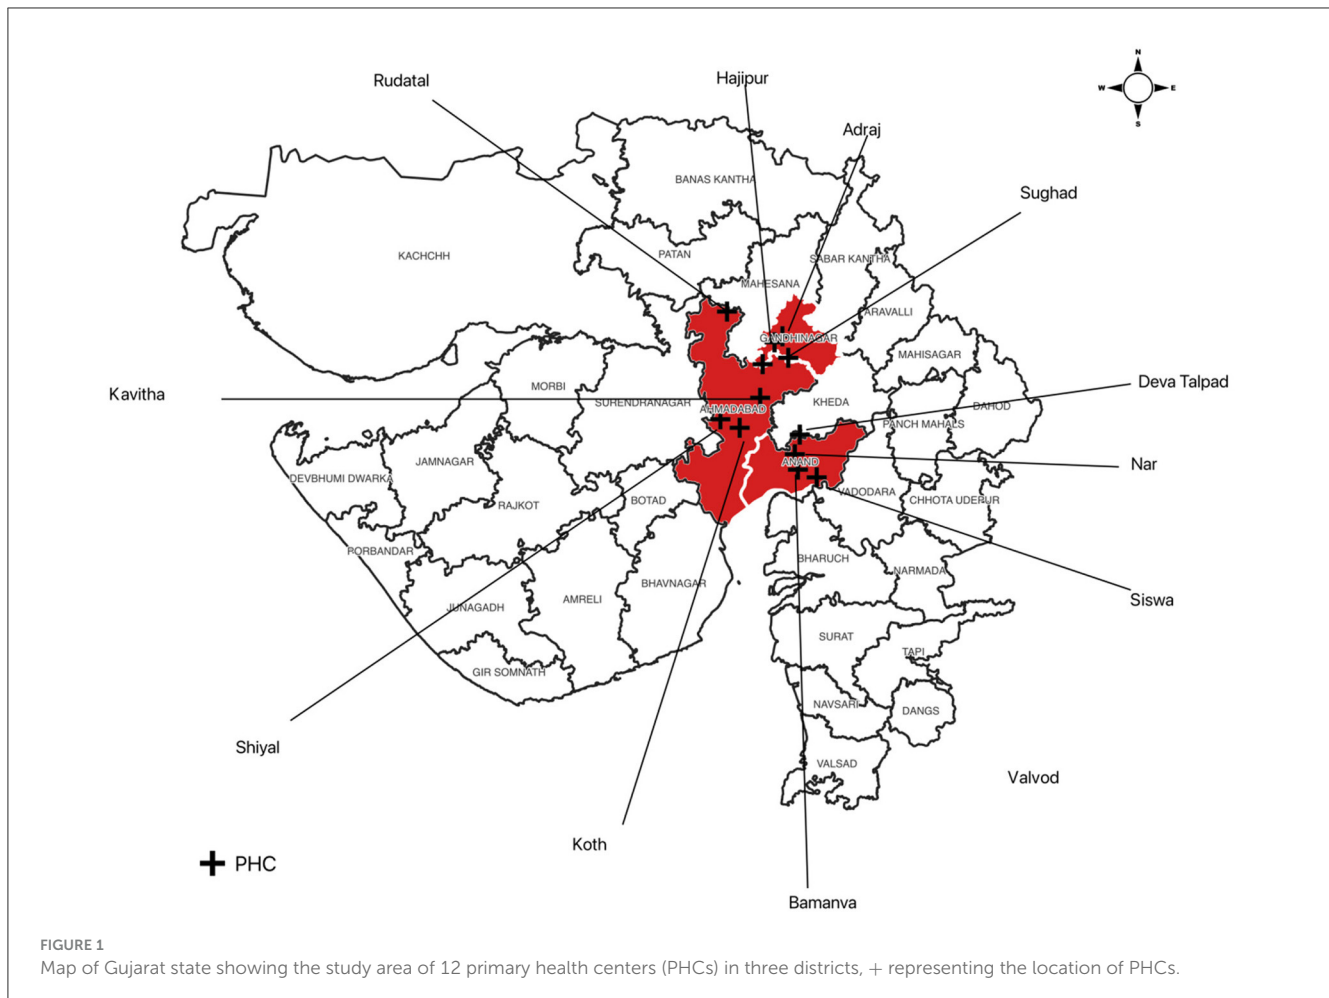 Rudatal
Hajipur
Adraj
Sughad
N
W
E
S
BANAS KANTHA
KACHCHH
PATAN
SABAR KANTHA
MAHESANA
ARAVALLI
GANDHINAGAR
MAHISAGAR
Deva Talpad
MORBI
Kavitha
SURENDRANAGAR
AHMADABAD
KHEDA
DAHOD
PANCH MAHALS
JAMNAGAR
ANAND
Nar
DEVBHUMI DWARKA
RAJKOT
BOTAD
VADODARA
CHHOTA UDEPUR
PORBANDAR
BHARUCH
NARMADA
BHAVNAGAR
JUNAGADH
AMRELI
Siswa
SURAT
TAPI
GIR SOMNATH
NAVSARI
DANGS
Shiyal
VALSAD
Valvod
Koth
PHC
Bamanva
FIGURE 1
Map of Gujarat state showing the study area of 12 primary health centers (PHCs) in three districts, + representing the location of PHCs.